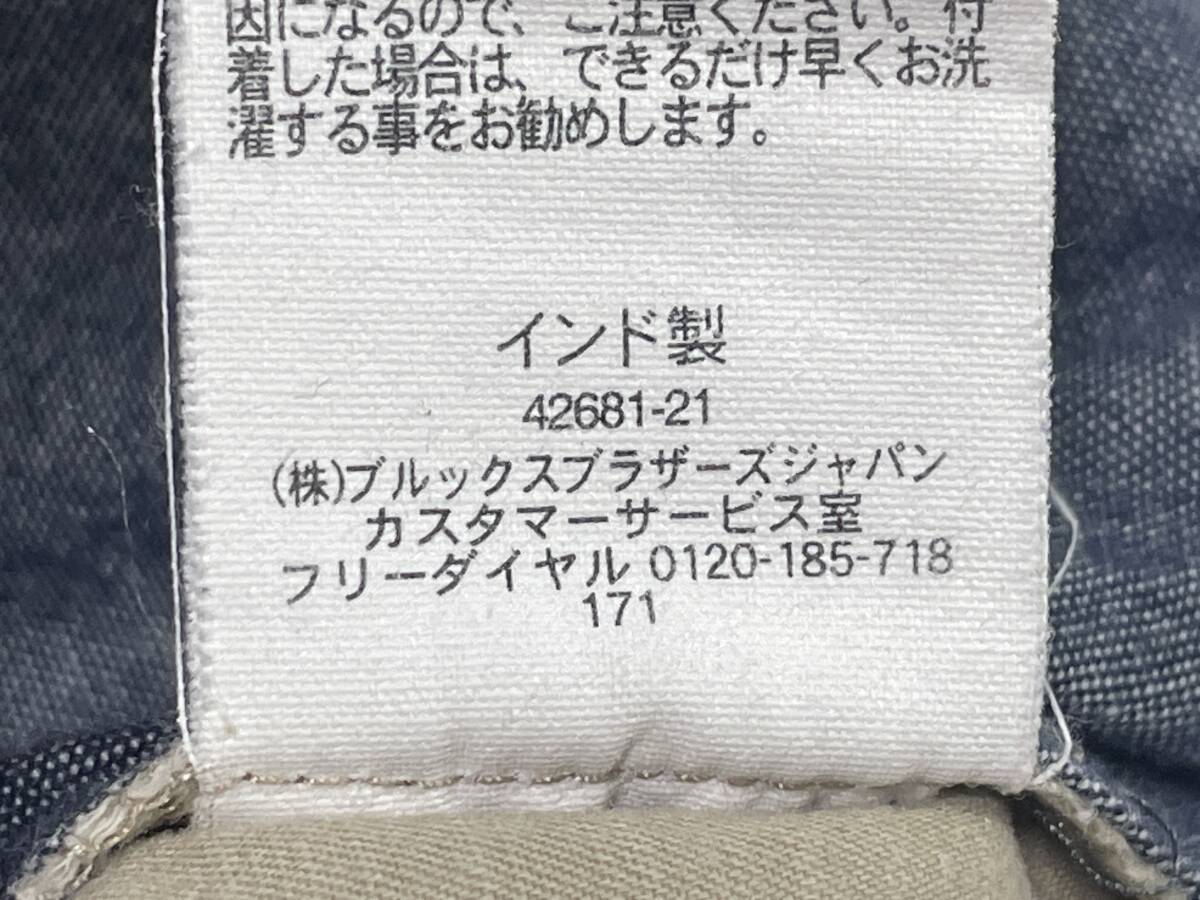 因になるので、ご注意ください。付
着した場合は、できるだけ早くお洗
濯する事をお勧めします。
インド製
42681-21
(株)ブルックスブラザーズジャパン
カスタマーサービス室
フリーダイヤル 0120-185-718
171